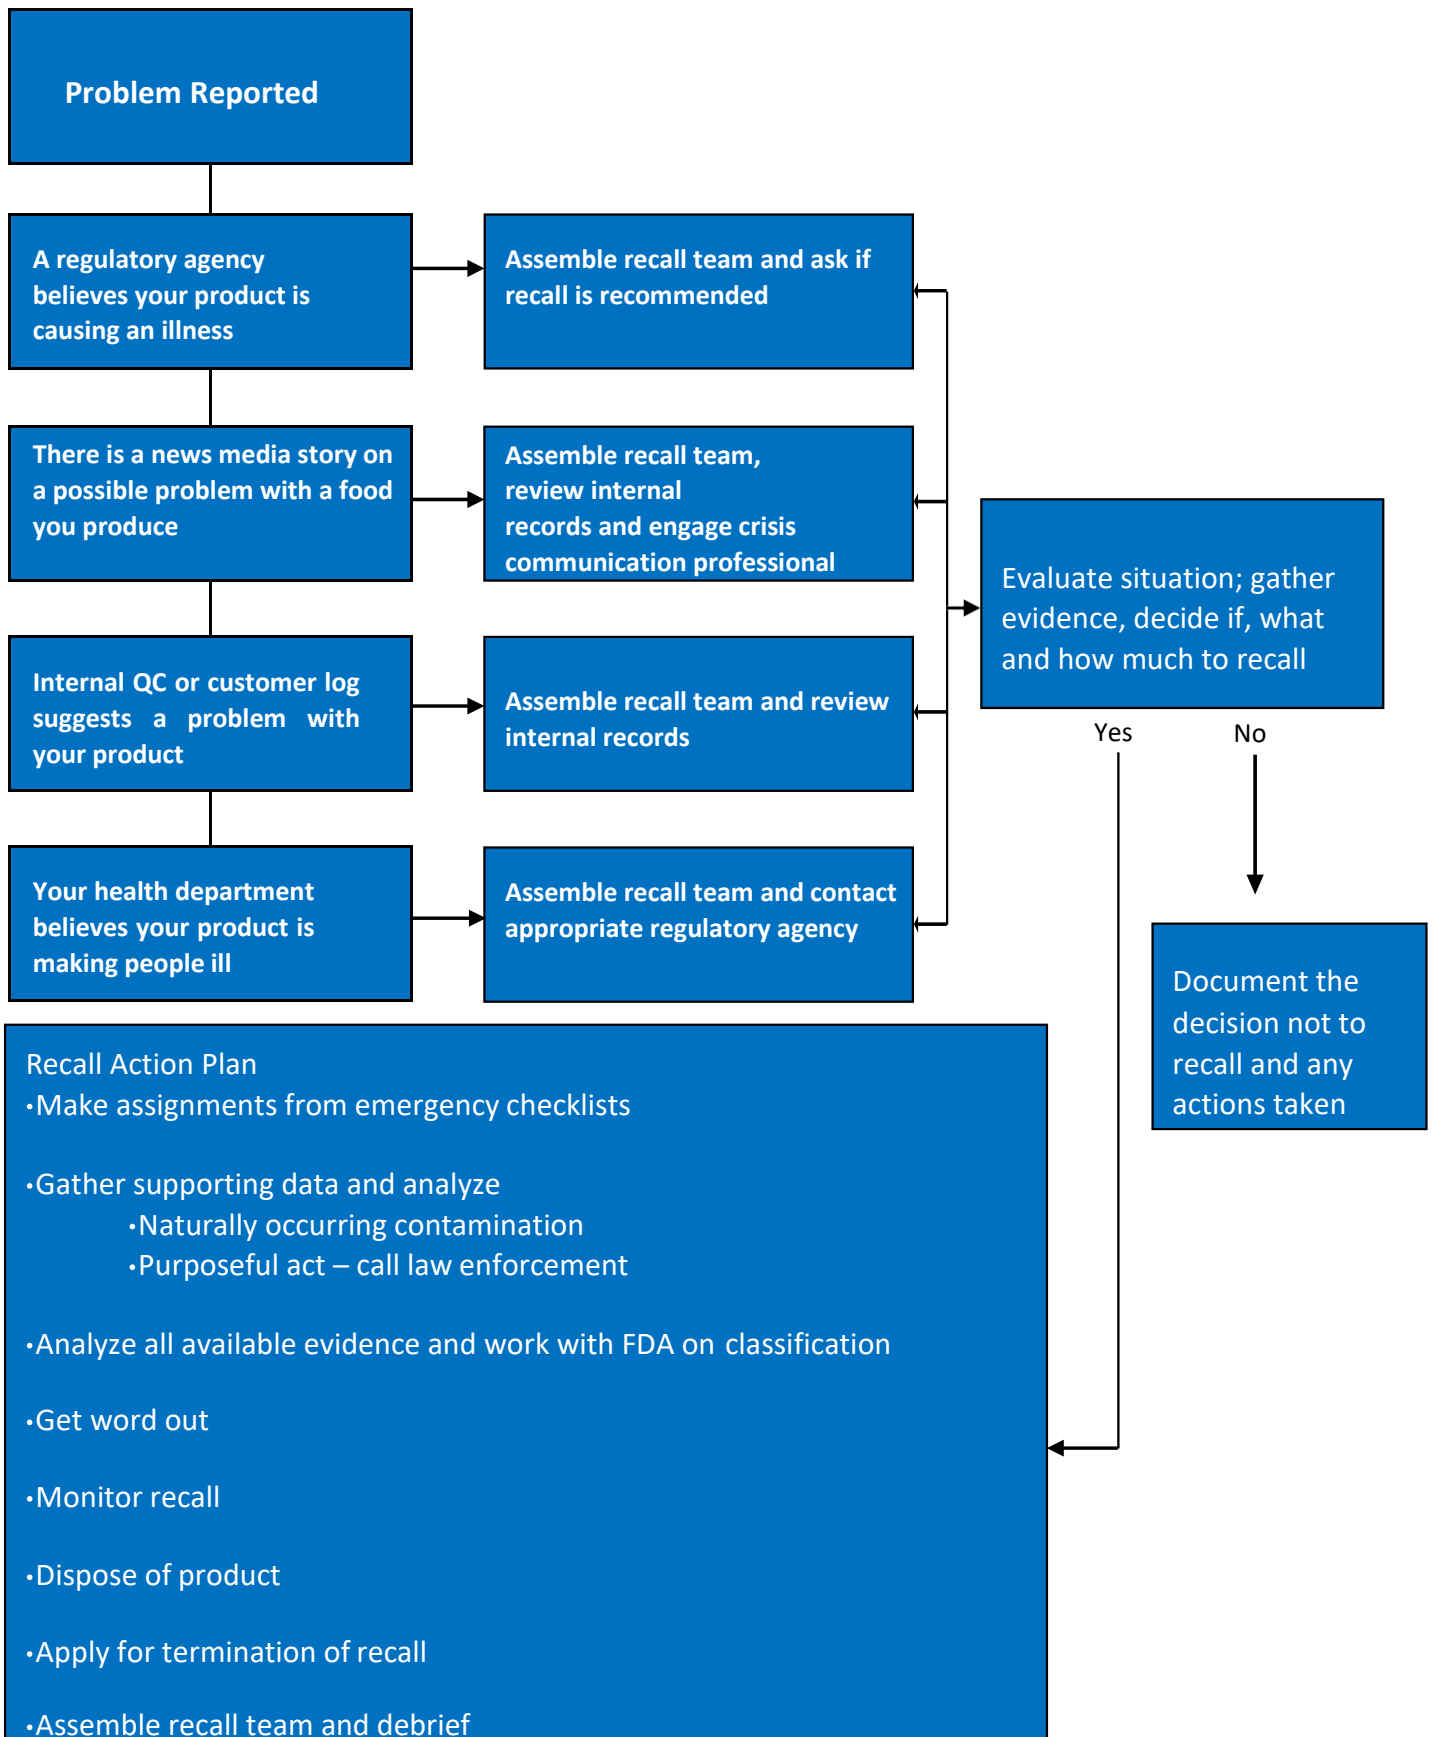 Problem Reported
A regulatory agency
believes your product is
causing an illness
Assemble recall team and ask if
recall is recommended
There is a news media story on
a possible problem with a food
you produce
Assemble recall team,
review internal
records and engage crisis
communication professional
Internal QC or customer log
suggests a problem with
your product
Assemble recall team and review
internal records
Your health department
believes your product is
making people ill
Assemble recall team and contact
appropriate regulatory agency
Evaluate situation; gather
evidence, decide if, what
and how much to recall
Yes
No
Document the
decision not to
recall and any
actions taken
Recall Action Plan
•Make assignments from emergency checklists
•Gather supporting data and analyze
•Naturally occurring contamination
•Purposeful act – call law enforcement
•Analyze all available evidence and work with FDA on classification
•Get word out
•Monitor recall
•Dispose of product
•Apply for termination of recall
•Assemble recall team and debrief